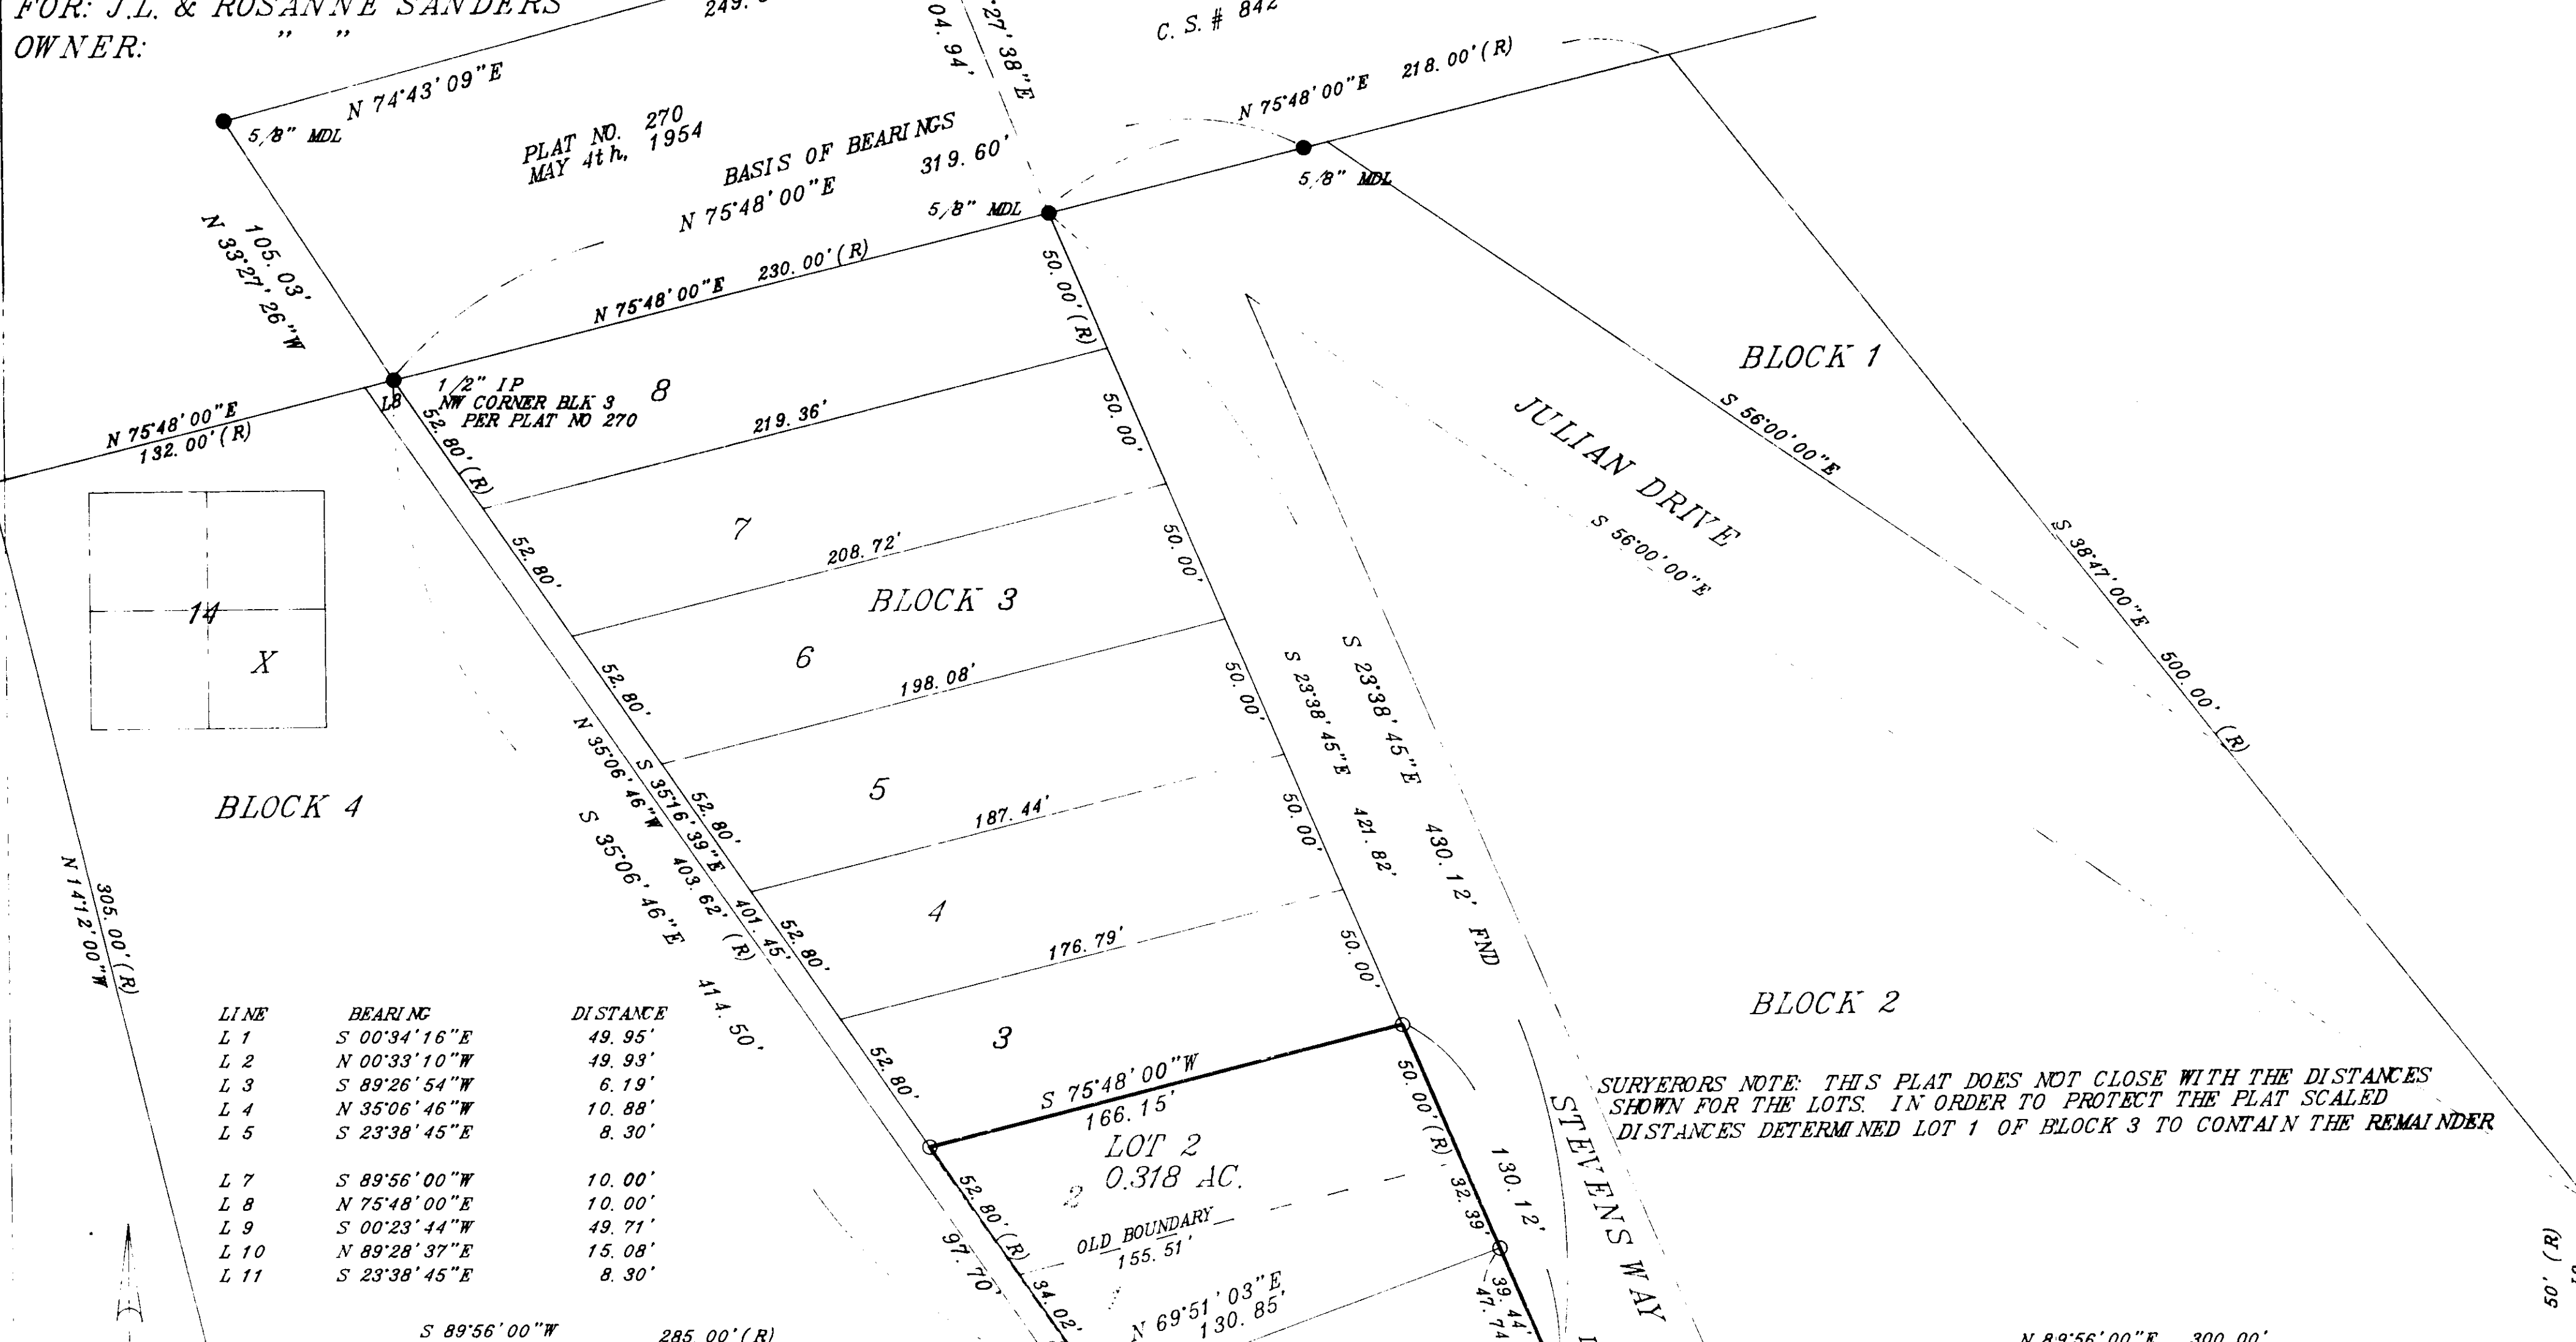 FOR: J.L. & ROSANNE SANDERS
OWNER: " "
N 74°43'09"E
5/8" MDL
PLAT NO. 270
MAY 4th, 1954
BASIS OF BEARINGS
N 75°48'00"E 319.60'
C.S.# 842
N 75°48'00"E 218.00'(R)
5/8" MDL
5/8" MDL
105.03'
N 33°27'26"W
N 75°48'00"E 230.00'(R)
50.00'(R)
1/2" IP
NW CORNER BLK 3
PER PLAT NO 270
L8
8
N 75°48'00"E
132.00'(R)
52.80'(R)
219.36'
50.00'
BLOCK 1
JULIAN DRIVE
S 56°00'00"E
S 56°00'00"E
S 38°47'00"E 500.00' (R)
7
52.80'
208.72'
50.00'
BLOCK 3
14
X
6
52.80'
198.08'
50.00'
S 23°38'45"E 421.82'
S 23°38'45"E 430.12' FND
N 35°06'46"W 403.62' (R)
S 35°16'39"E 401.45'
S 35°06'46"E 414.50'
5
52.80'
187.44'
50.00'
BLOCK 4
305.00'(R)
N 14°12'00"W
4
52.80'
176.79'
50.00'
3
52.80'
S 75°48'00"W
166.15'
BLOCK 2
LINE BEARING DISTANCE
L 1 S 00°34'16"E 49.95'
L 2 N 00°33'10"W 49.93'
L 3 S 89°26'54"W 6.19'
L 4 N 35°06'46"W 10.88'
L 5 S 23°38'45"E 8.30'
L 7 S 89°56'00"W 10.00'
L 8 N 75°48'00"E 10.00'
L 9 S 00°23'44"W 49.71'
L 10 N 89°28'37"E 15.08'
L 11 S 23°38'45"E 8.30'
SURYERORS NOTE: THIS PLAT DOES NOT CLOSE WITH THE DISTANCES
SHOWN FOR THE LOTS. IN ORDER TO PROTECT THE PLAT SCALED
DISTANCES DETERMINED LOT 1 OF BLOCK 3 TO CONTAIN THE REMAINDER
LOT 2
0.318 AC.
2
50.00'(R)
32.39'
130.12'
STEVENS WAY
52.80'(R)
OLD BOUNDARY
155.51'
97.70'
34.02'
N 69°51'03"E
130.85'
39.44'
47.74
S 89°56'00"W 285.00'(R)
N 89°56'00"E 300.00'